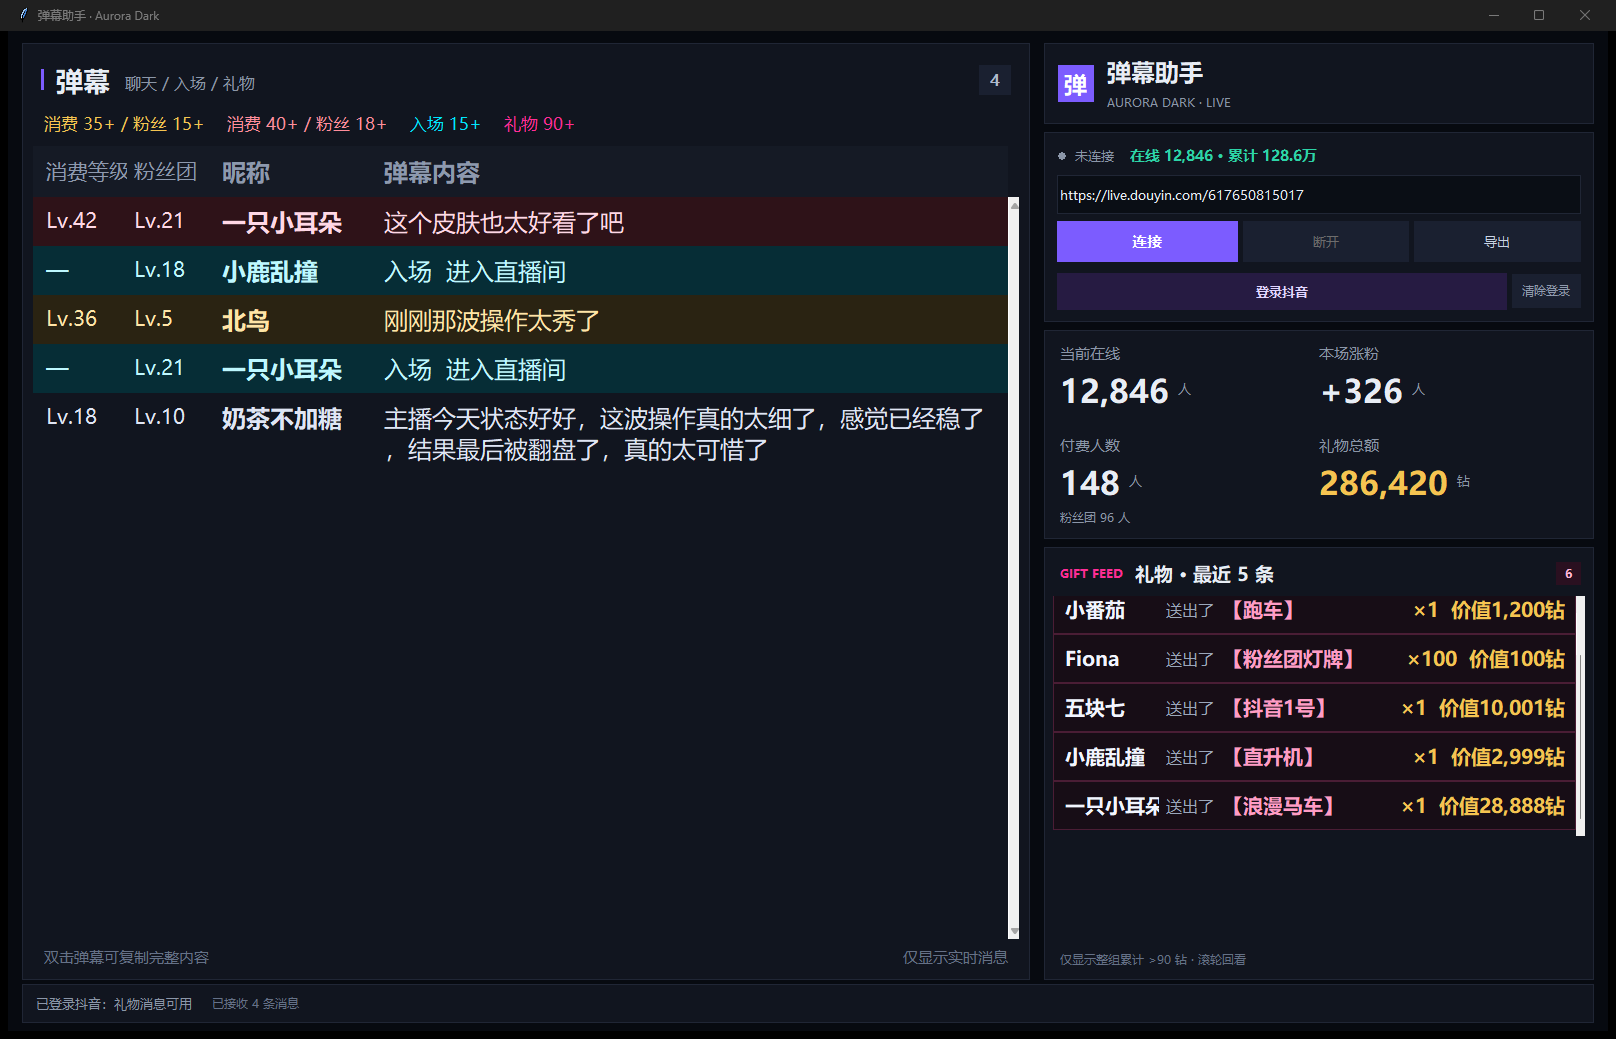 弹幕助手 · Aurora Dark
弹幕 聊天 / 入场 / 礼物 4
消费 35+ / 粉丝 15+ 消费 40+ / 粉丝 18+ 入场 15+ 礼物 90+
消费等级 粉丝团 昵称 弹幕内容
Lv.42 Lv.21 一只小耳朵 这个皮肤也太好看了吧
— Lv.18 小鹿乱撞 入场 进入直播间
Lv.36 Lv.5 北鸟 刚刚那波操作太秀了
— Lv.21 一只小耳朵 入场 进入直播间
Lv.18 Lv.10 奶茶不加糖 主播今天状态好好，这波操作真的太细了，感觉已经稳了
，结果最后被翻盘了，真的太可惜了
双击弹幕可复制完整内容 仅显示实时消息
弹 弹幕助手
AURORA DARK · LIVE
未连接 在线 12,846 • 累计 128.6万
https://live.douyin.com/617650815017
连接 断开 导出
登录抖音 清除登录
当前在线 本场涨粉
12,846 人 +326 人
付费人数 礼物总额
148 人 286,420 钻
粉丝团 96 人
GIFT FEED 礼物 • 最近 5 条 6
小番茄 送出了 【跑车】 ×1 价值1,200钻
Fiona 送出了 【粉丝团灯牌】 ×100 价值100钻
五块七 送出了 【抖音1号】 ×1 价值10,001钻
小鹿乱撞 送出了 【直升机】 ×1 价值2,999钻
一只小耳朵 送出了 【浪漫马车】 ×1 价值28,888钻
仅显示整组累计 >90 钻 · 滚轮回看
已登录抖音：礼物消息可用 已接收 4 条消息